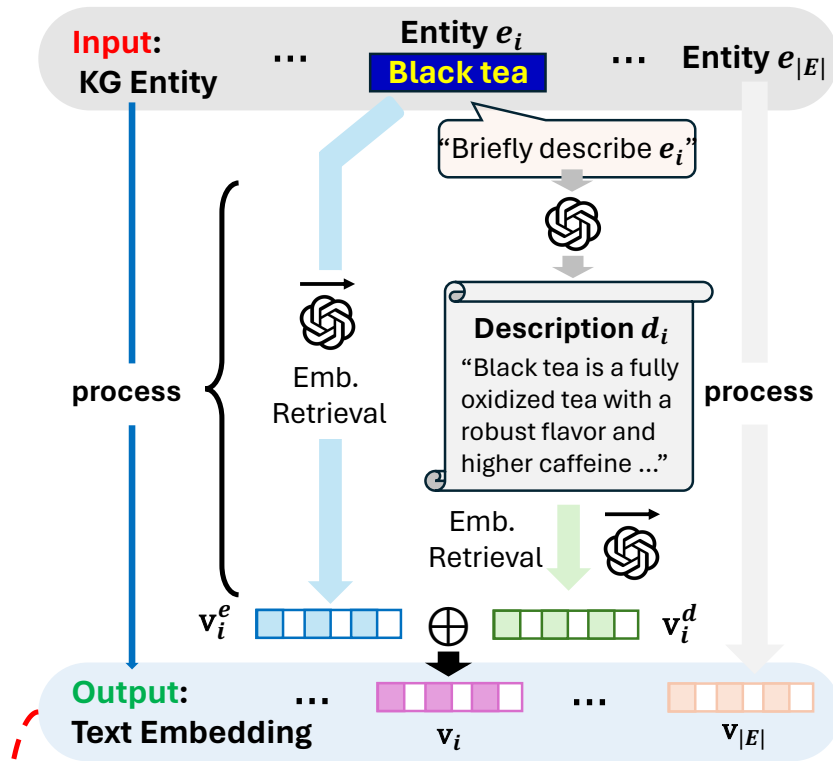 Input:
KG Entity
...
Entity e_i
Black tea
...
Entity e_{|E|}
“Briefly describe e_i”
process
Emb.
Retrieval
Description d_i
“Black tea is a fully
oxidized tea with a
robust flavor and
higher caffeine ...”
process
Emb.
Retrieval
v_i^e
⊕
v_i^d
Output:
Text Embedding
...
v_i
...
v_{|E|}